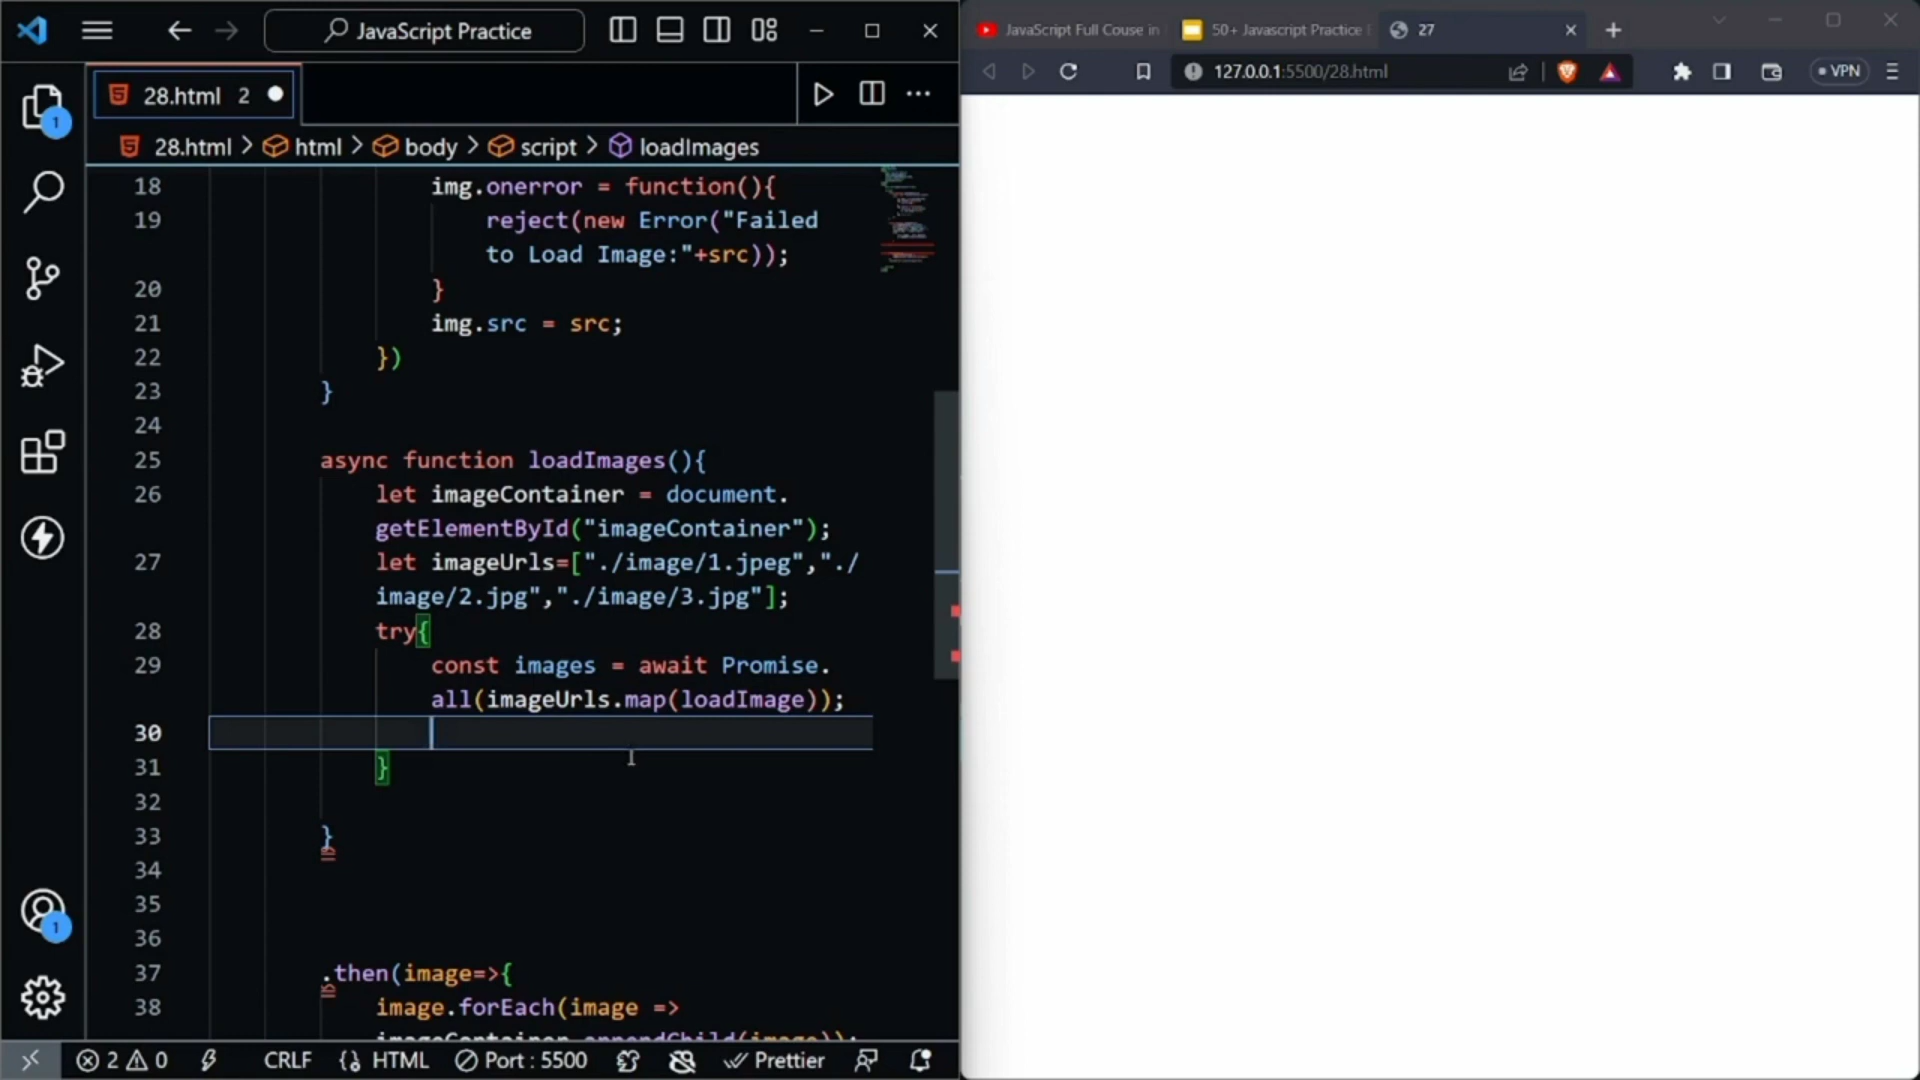 JavaScript Practice
28.html 2
28.html > html > body > script > loadImages
18 img.onerror = function(){
19 reject(new Error("Failed
to Load Image:"+src));
20 }
21 img.src = src;
22 })
23 }
24
25 async function loadImages(){
26 let imageContainer = document.
getElementById("imageContainer");
27 let imageUrls=["./image/1.jpeg","./
image/2.jpg","./image/3.jpg"];
28 try{
29 const images = await Promise.
all(imageUrls.map(loadImage));
30
31 }
32
33 }
34
35
36
37 .then(image=>{
38 image.forEach(image =>
imageContainer.appendChild(image));
1
1
2 0 CRLF {} HTML Port : 5500 Prettier
JavaScript Full Couse in
50+ Javascript Practice
27
127.0.0.1:5500/28.html
VPN